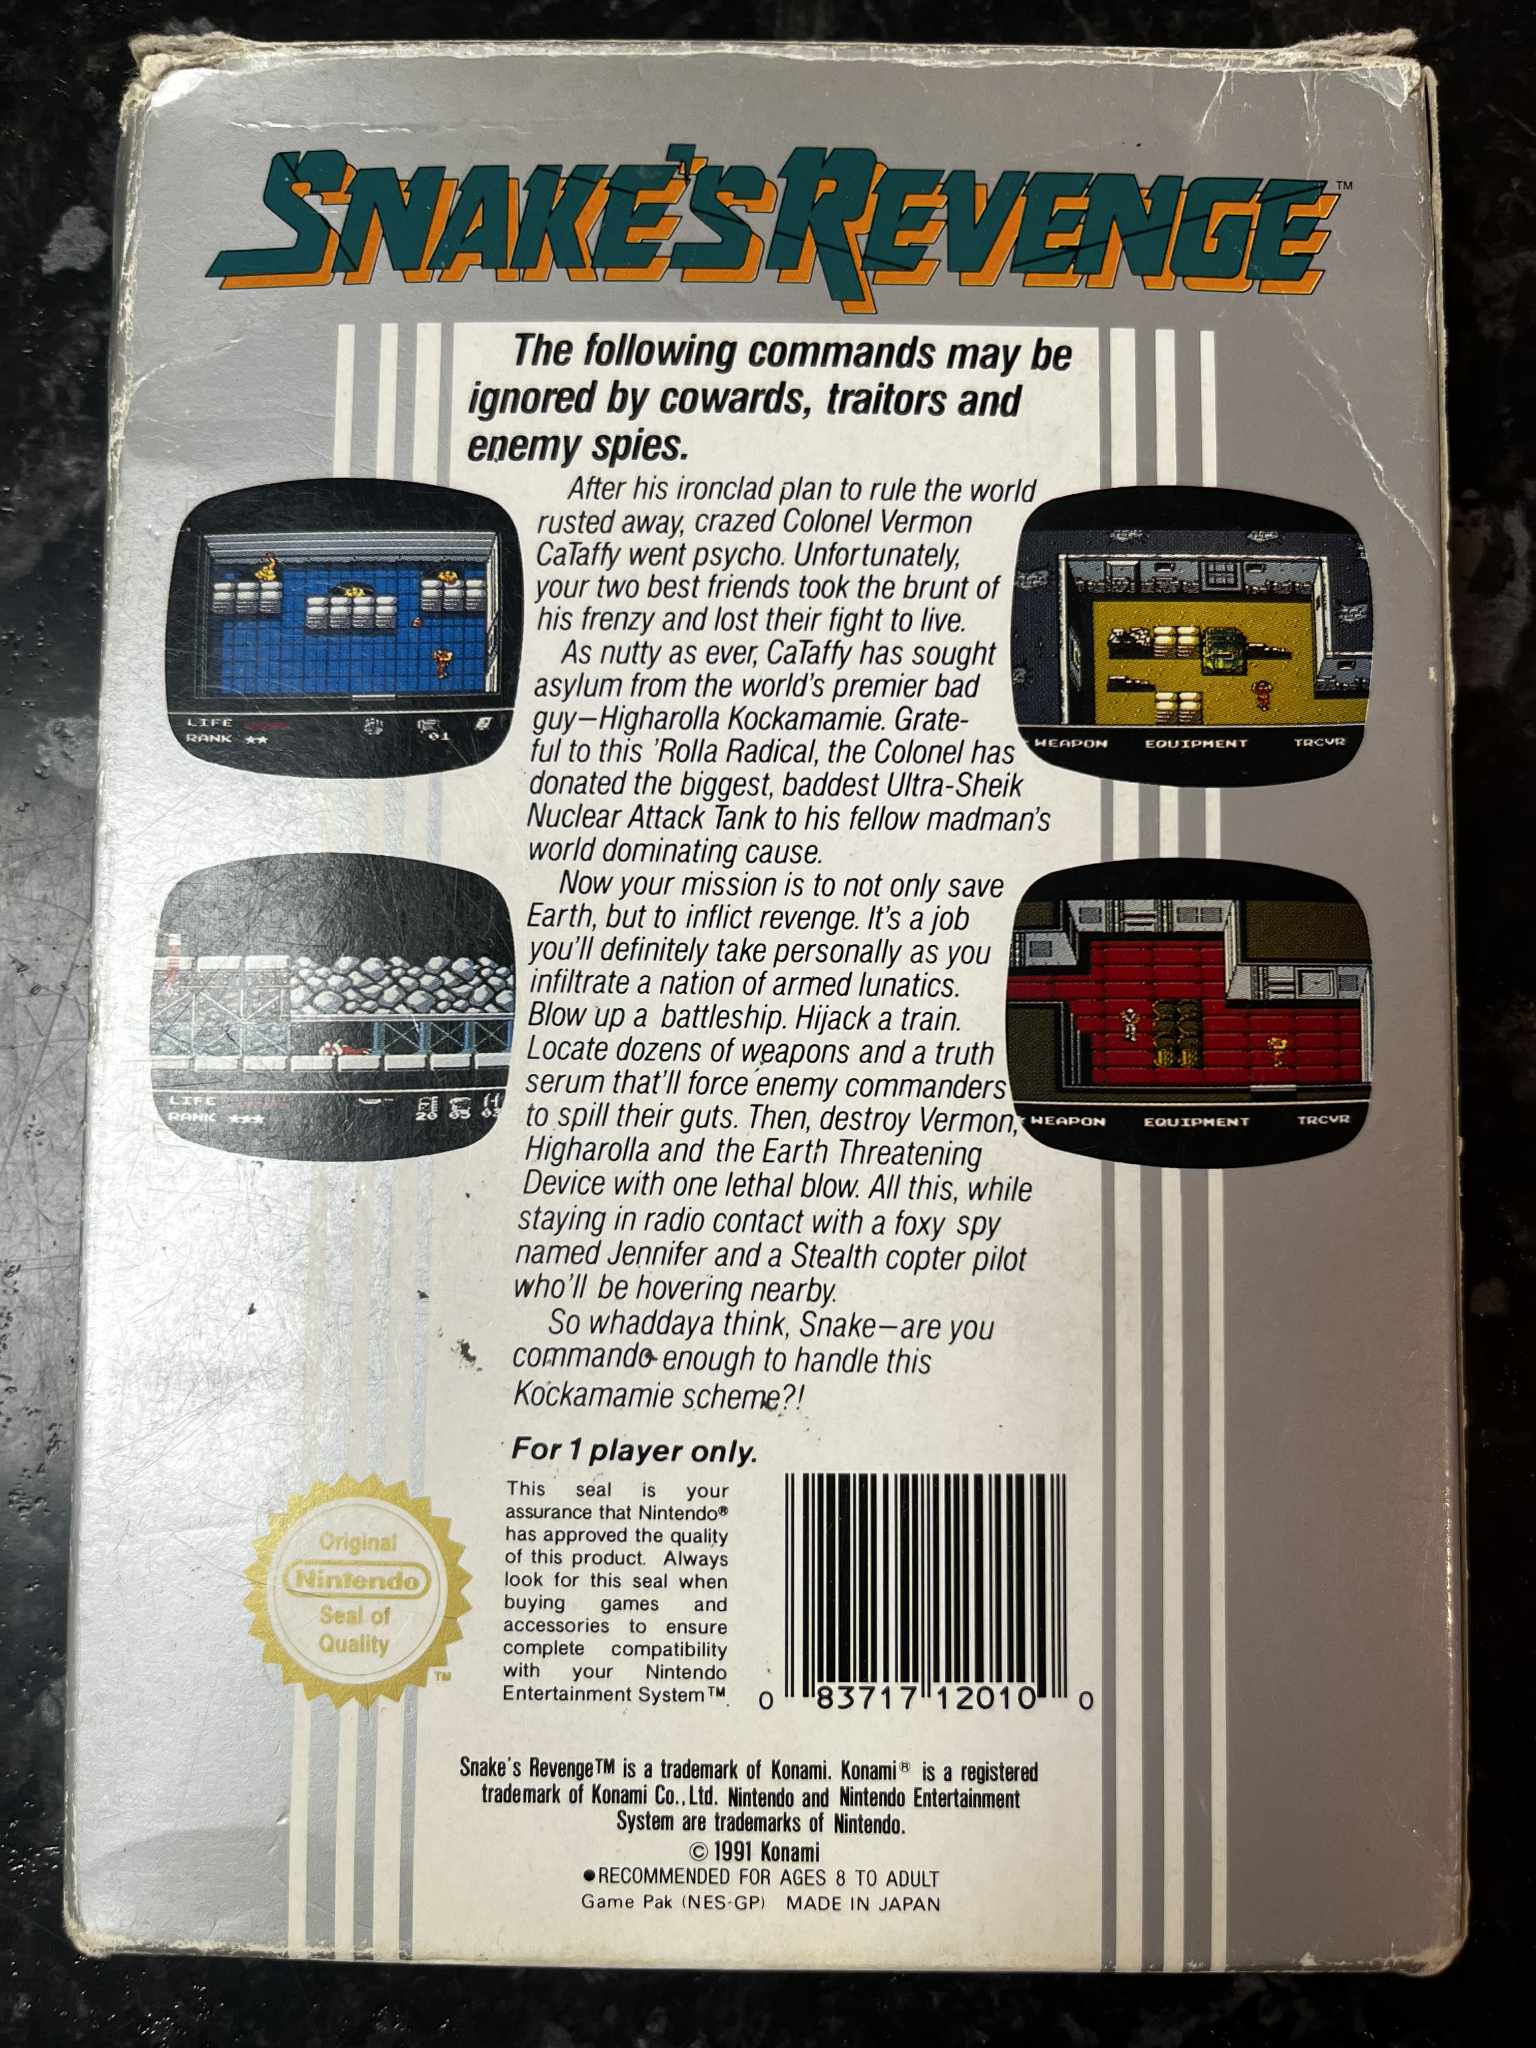 SNAKE'S REVENGE™
The following commands may be
ignored by cowards, traitors and
enemy spies.
After his ironclad plan to rule the world
rusted away, crazed Colonel Vermon
CaTaffy went psycho. Unfortunately,
your two best friends took the brunt of
his frenzy and lost their fight to live.
As nutty as ever, CaTaffy has sought
asylum from the world's premier bad
guy—Higharolla Kockamamie. Grate-
ful to this 'Rolla Radical, the Colonel has
donated the biggest, baddest Ultra-Sheik
Nuclear Attack Tank to his fellow madman's
world dominating cause.
Now your mission is to not only save
Earth, but to inflict revenge. It's a job
you'll definitely take personally as you
infiltrate a nation of armed lunatics.
Blow up a battleship. Hijack a train.
Locate dozens of weapons and a truth
serum that'll force enemy commanders
to spill their guts. Then, destroy Vermon,
Higharolla and the Earth Threatening
Device with one lethal blow. All this, while
staying in radio contact with a foxy spy
named Jennifer and a Stealth copter pilot
who'll be hovering nearby.
So whaddaya think, Snake—are you
commando enough to handle this
Kockamamie scheme?!
LIFE
RANK ★★
01
WEAPON EQUIPMENT TRCVR
LIFE
RANK ★★★
20 03 03
WEAPON EQUIPMENT TRCVR
For 1 player only.
Original
Nintendo
Seal of
Quality
TM
This seal is your
assurance that Nintendo®
has approved the quality
of this product. Always
look for this seal when
buying games and
accessories to ensure
complete compatibility
with your Nintendo
Entertainment System™.
0 83717 12010 0
Snake's Revenge™ is a trademark of Konami. Konami® is a registered
trademark of Konami Co., Ltd. Nintendo and Nintendo Entertainment
System are trademarks of Nintendo.
© 1991 Konami
●RECOMMENDED FOR AGES 8 TO ADULT
Game Pak (NES-GP) MADE IN JAPAN